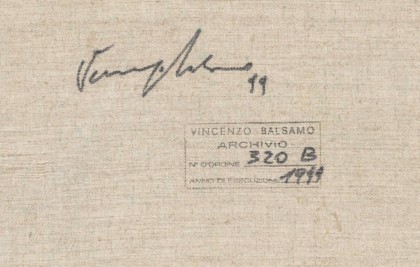 99
VINCENZO BALSAMO
ARCHIVIO
N° D'ORDINE 320 B
ANNO DI ESECUZIONE 1999